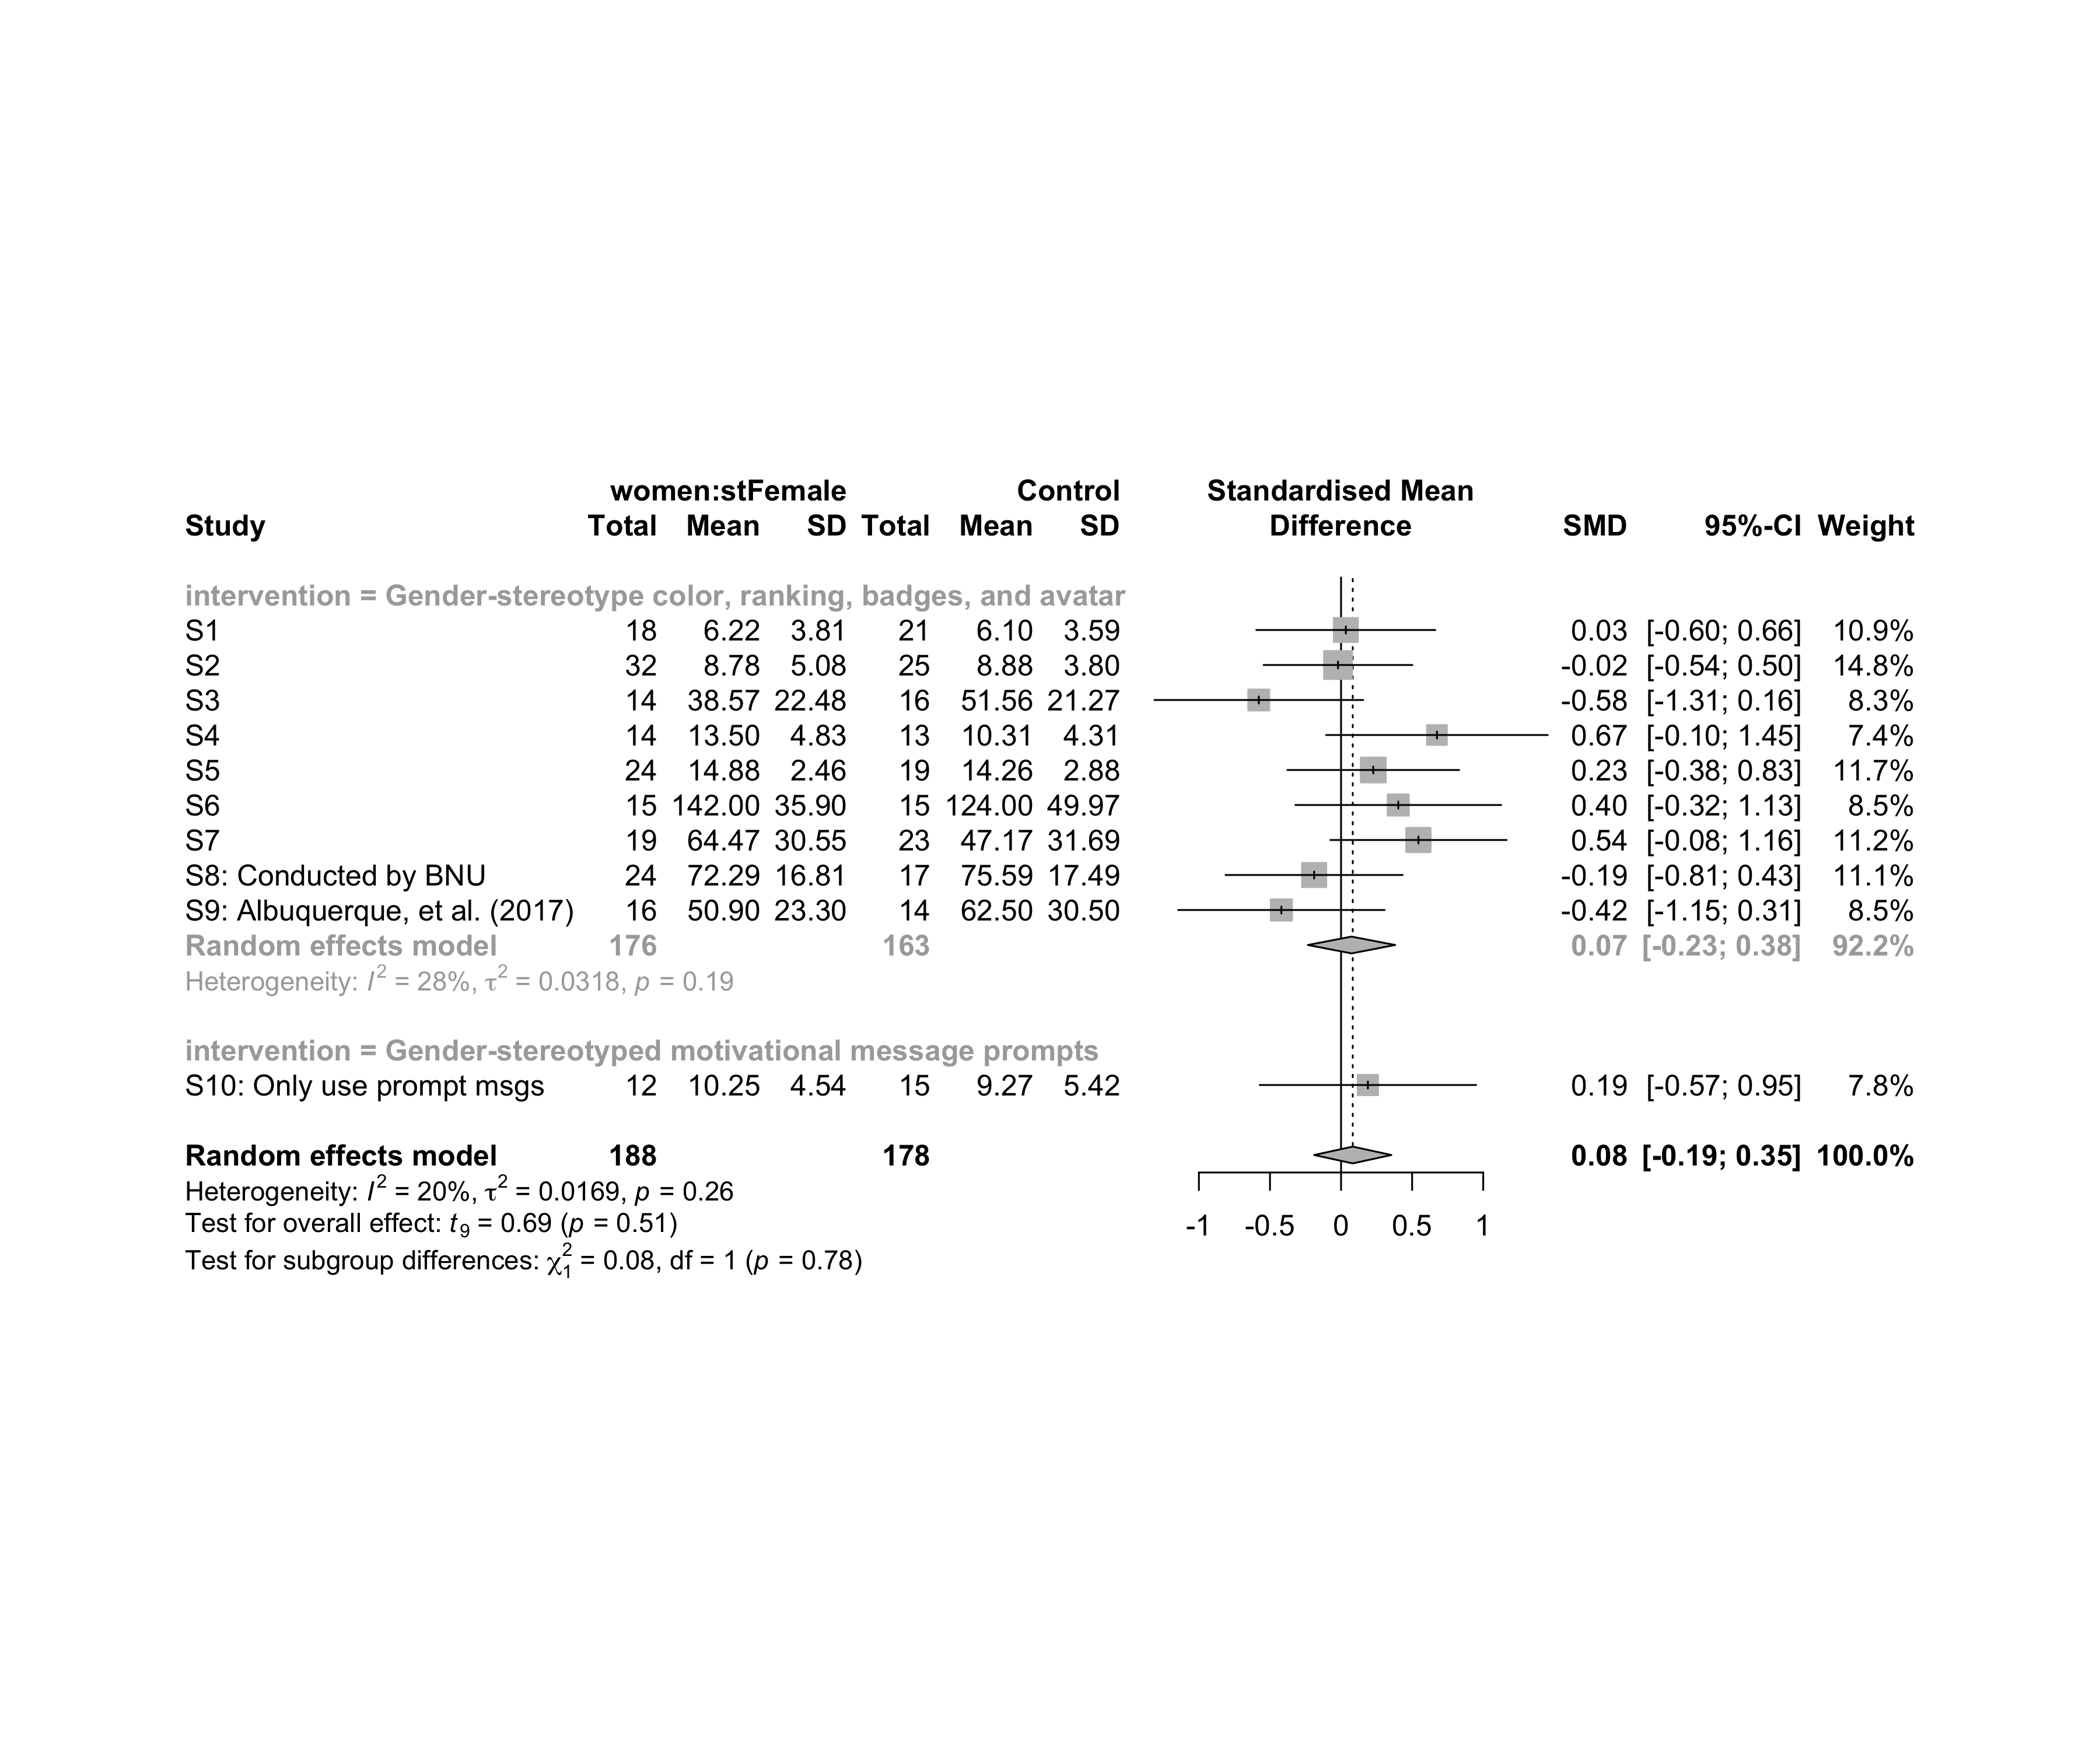 women:stFemale Control Standardised Mean
Study Total Mean SD Total Mean SD Difference SMD 95%-CI Weight
intervention = Gender-stereotype color, ranking, badges, and avatar
S1 18 6.22 3.81 21 6.10 3.59 0.03 [-0.60; 0.66] 10.9%
S2 32 8.78 5.08 25 8.88 3.80 -0.02 [-0.54; 0.50] 14.8%
S3 14 38.57 22.48 16 51.56 21.27 -0.58 [-1.31; 0.16] 8.3%
S4 14 13.50 4.83 13 10.31 4.31 0.67 [-0.10; 1.45] 7.4%
S5 24 14.88 2.46 19 14.26 2.88 0.23 [-0.38; 0.83] 11.7%
S6 15 142.00 35.90 15 124.00 49.97 0.40 [-0.32; 1.13] 8.5%
S7 19 64.47 30.55 23 47.17 31.69 0.54 [-0.08; 1.16] 11.2%
S8: Conducted by BNU 24 72.29 16.81 17 75.59 17.49 -0.19 [-0.81; 0.43] 11.1%
S9: Albuquerque, et al. (2017) 16 50.90 23.30 14 62.50 30.50 -0.42 [-1.15; 0.31] 8.5%
Random effects model 176 163 0.07 [-0.23; 0.38] 92.2%
Heterogeneity: I² = 28%, τ² = 0.0318, p = 0.19
intervention = Gender-stereotyped motivational message prompts
S10: Only use prompt msgs 12 10.25 4.54 15 9.27 5.42 0.19 [-0.57; 0.95] 7.8%
Random effects model 188 178 0.08 [-0.19; 0.35] 100.0%
Heterogeneity: I² = 20%, τ² = 0.0169, p = 0.26
Test for overall effect: t₉ = 0.69 (p = 0.51)
-1 -0.5 0 0.5 1
Test for subgroup differences: χ²₁ = 0.08, df = 1 (p = 0.78)